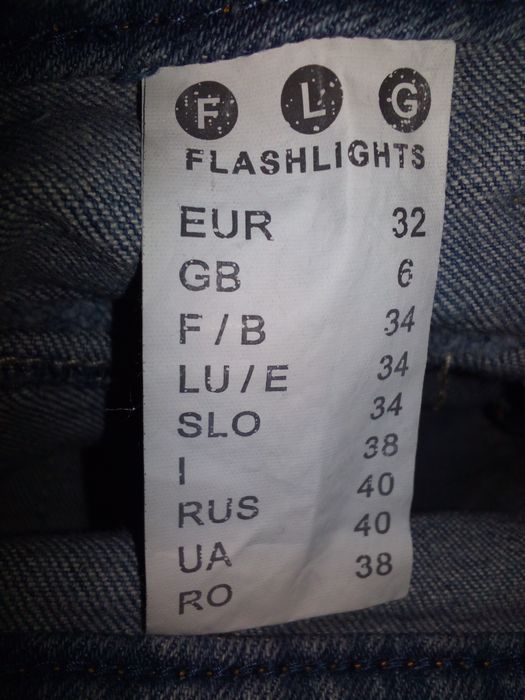 F L G
FLASHLIGHTS
EUR 32
GB 6
F / B 34
LU / E 34
SLO 34
I 38
RUS 40
UA 40
RO 38